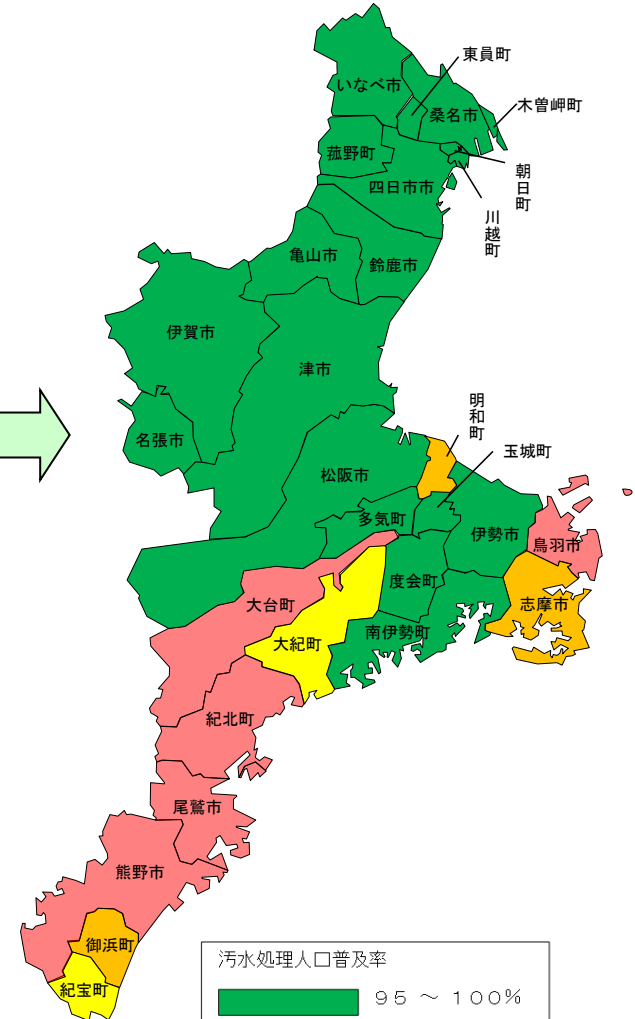 いなべ市
東員町
桑名市
木曽岬町
菰野町
四日市市
朝日町
川越町
亀山市
鈴鹿市
伊賀市
津市
名張市
明和町
玉城町
松阪市
多気町
伊勢市
鳥羽市
度会町
大台町
志摩市
南伊勢町
大紀町
紀北町
尾鷲市
熊野市
御浜町
紀宝町
汚水処理人口普及率
95 ~ 100%